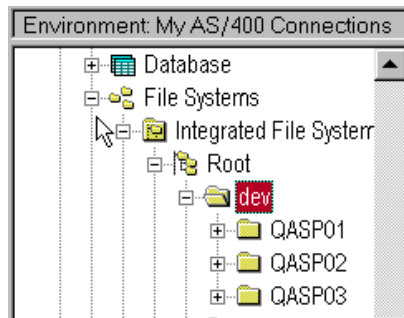 Environment: My AS/400 Connections
Database
File Systems
Integrated File System
Root
dev
QASP01
QASP02
QASP03